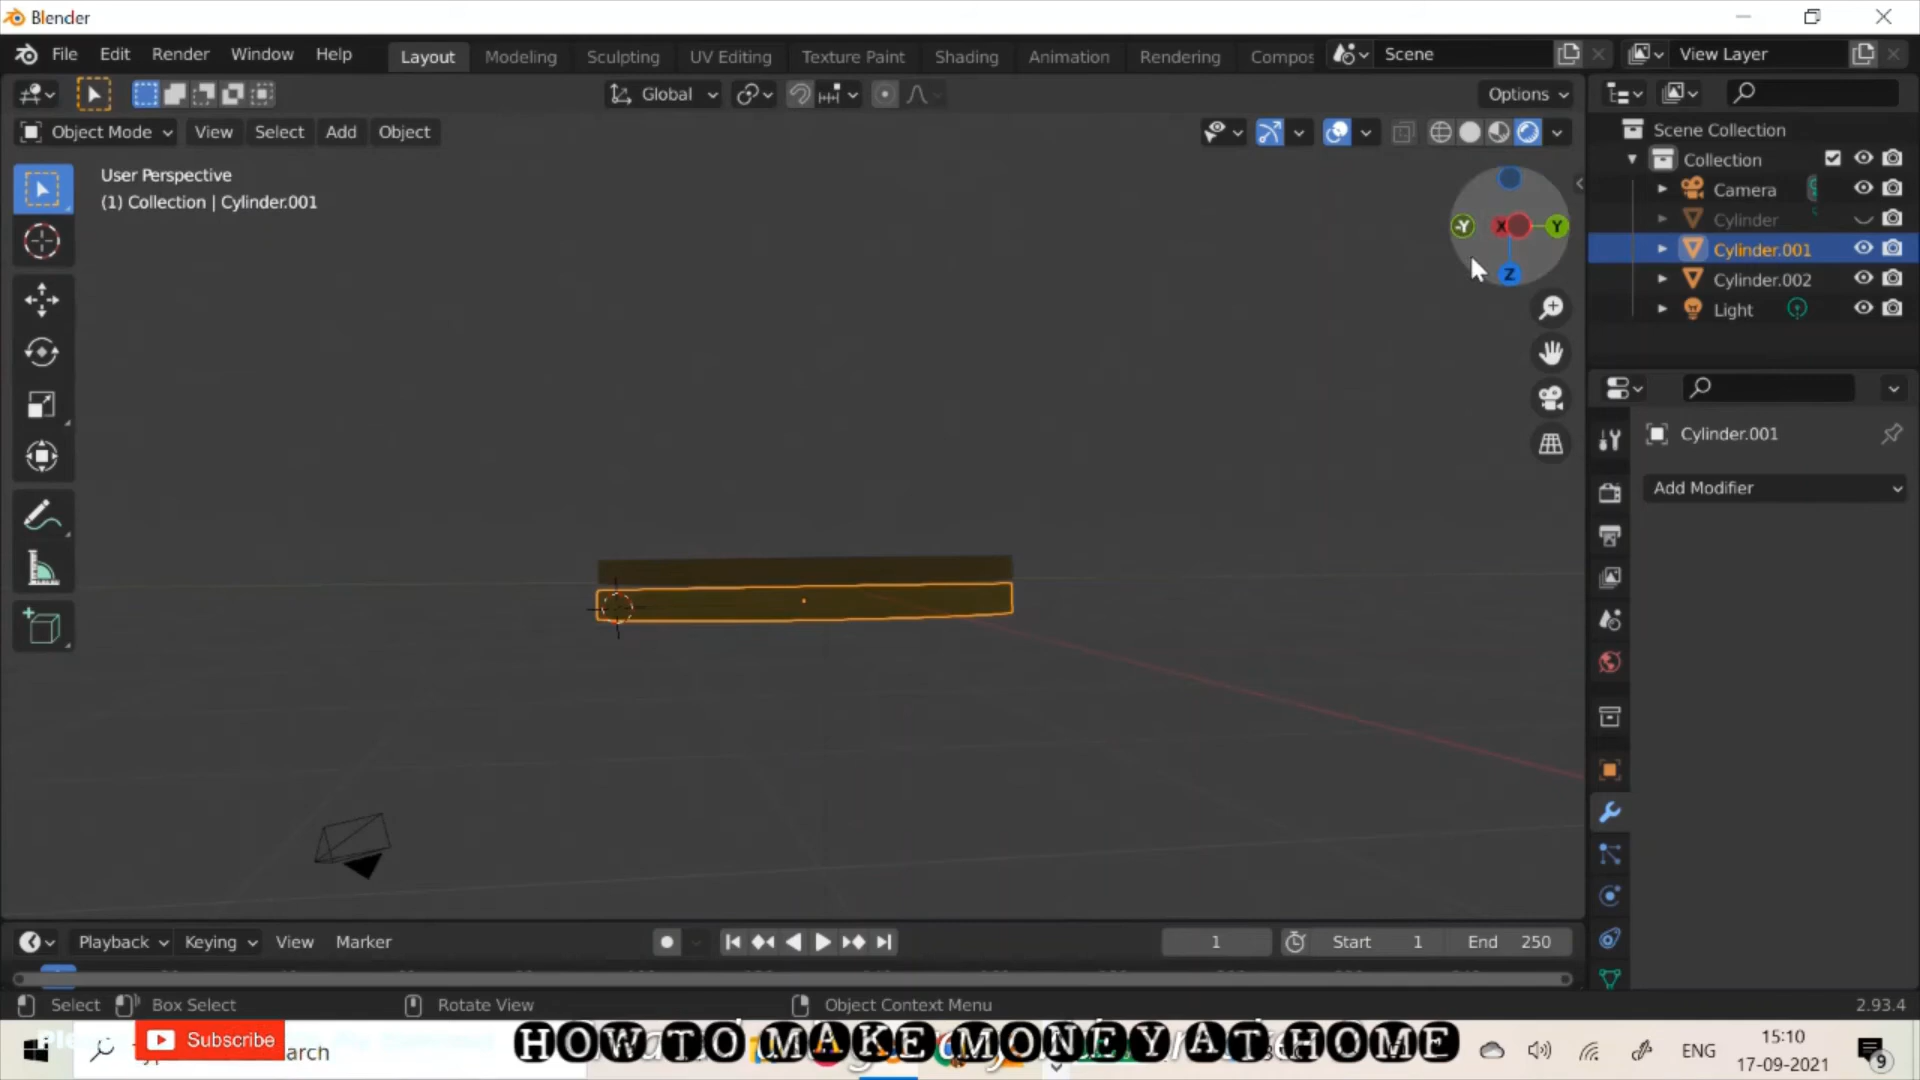 Blender
File Edit Render Window Help Layout Modeling Sculpting UV Editing Texture Paint Shading Animation Rendering Compos Scene View Layer
Global Options
Object Mode View Select Add Object
User Perspective
(1) Collection | Cylinder.001
-Y X Y
Z
Scene Collection
Collection
Camera
Cylinder
Cylinder.001
Cylinder.002
Light
Cylinder.001
Add Modifier
Playback Keying View Marker 1 Start 1 End 250
Select Box Select Rotate View Object Context Menu 2.93.4
Subscribe
arch
HOW TO MAKE MONEY AT HOME
ENG
15:10
17-09-2021
9